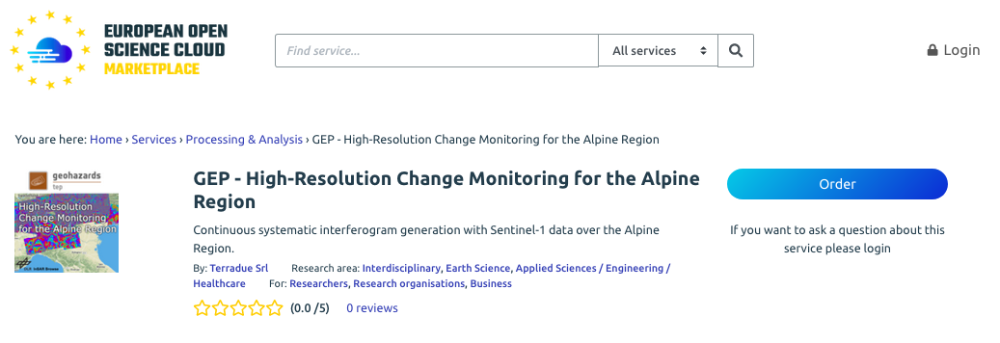 EUROPEAN OPEN
SCIENCE CLOUD
MARKETPLACE
Find service...
All services
Login
You are here: Home › Services › Processing & Analysis › GEP - High-Resolution Change Monitoring for the Alpine Region
geohazards
tep
High-Resolution
Change Monitoring
for the Alpine Region
GEP - High-Resolution Change Monitoring for the Alpine
Region
Order
Continuous systematic interferogram generation with Sentinel-1 data over the Alpine
Region.
If you want to ask a question about this
service please login
By: Terradue Srl Research area: Interdisciplinary, Earth Science, Applied Sciences / Engineering /
Healthcare For: Researchers, Research organisations, Business
(0.0 /5) 0 reviews